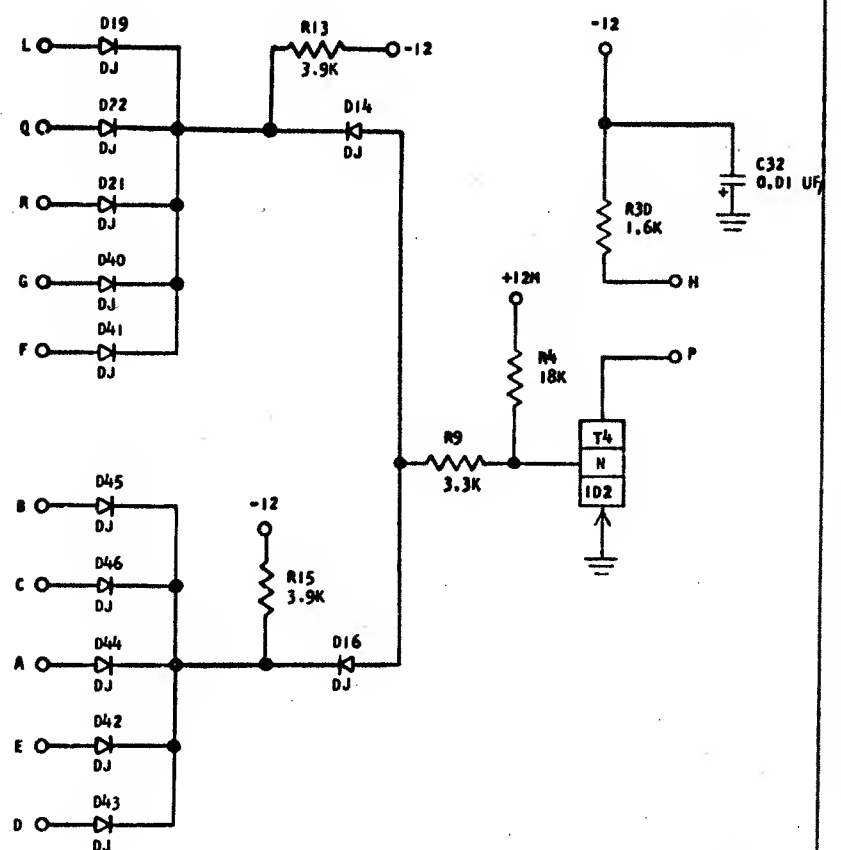 D19
L
DJ
R13
-12
3.9K
-12
D22
Q
DJ
D14
DJ
C32
0.01 UF
D21
R
DJ
R30
1.6K
D40
G
DJ
+12M
H
D41
F
DJ
R4
18K
P
T4
N
1D2
R9
3.3K
D45
B
DJ
-12
D46
C
DJ
R15
3.9K
D44
A
DJ
D16
DJ
D42
E
DJ
D43
D
DJ